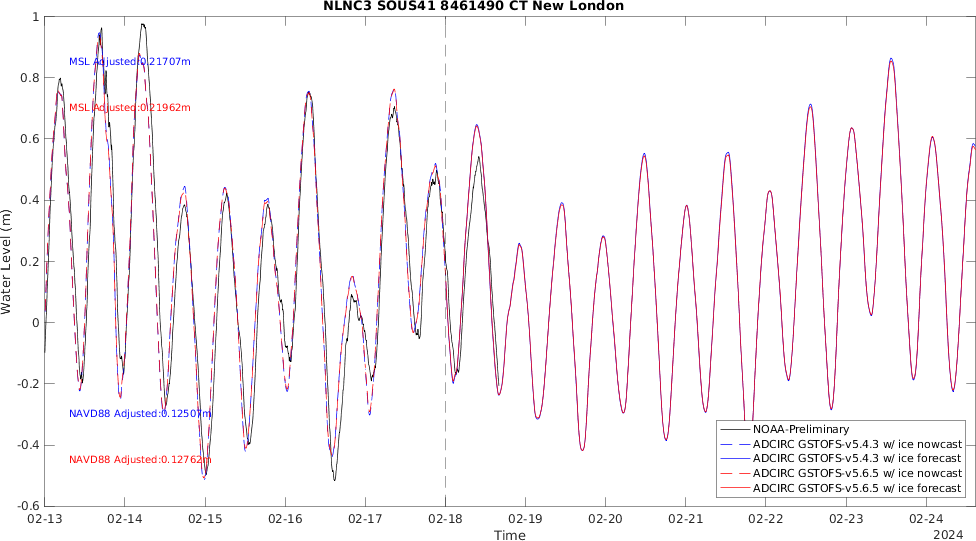 NLNC3 SOUS41 8461490 CT New London
Water Level (m)
1
0.8
0.6
0.4
0.2
0
-0.2
-0.4
-0.6
MSL Adjusted:0.21707m
MSL Adjusted:0.21962m
NAVD88 Adjusted:0.12507m
NAVD88 Adjusted:0.12762m
NOAA-Preliminary
ADCIRC GSTOFS-v5.4.3 w/ ice nowcast
ADCIRC GSTOFS-v5.4.3 w/ ice forecast
ADCIRC GSTOFS-v5.6.5 w/ ice nowcast
ADCIRC GSTOFS-v5.6.5 w/ ice forecast
02-13 02-14 02-15 02-16 02-17 02-18 02-19 02-20 02-21 02-22 02-23 02-24
Time
2024